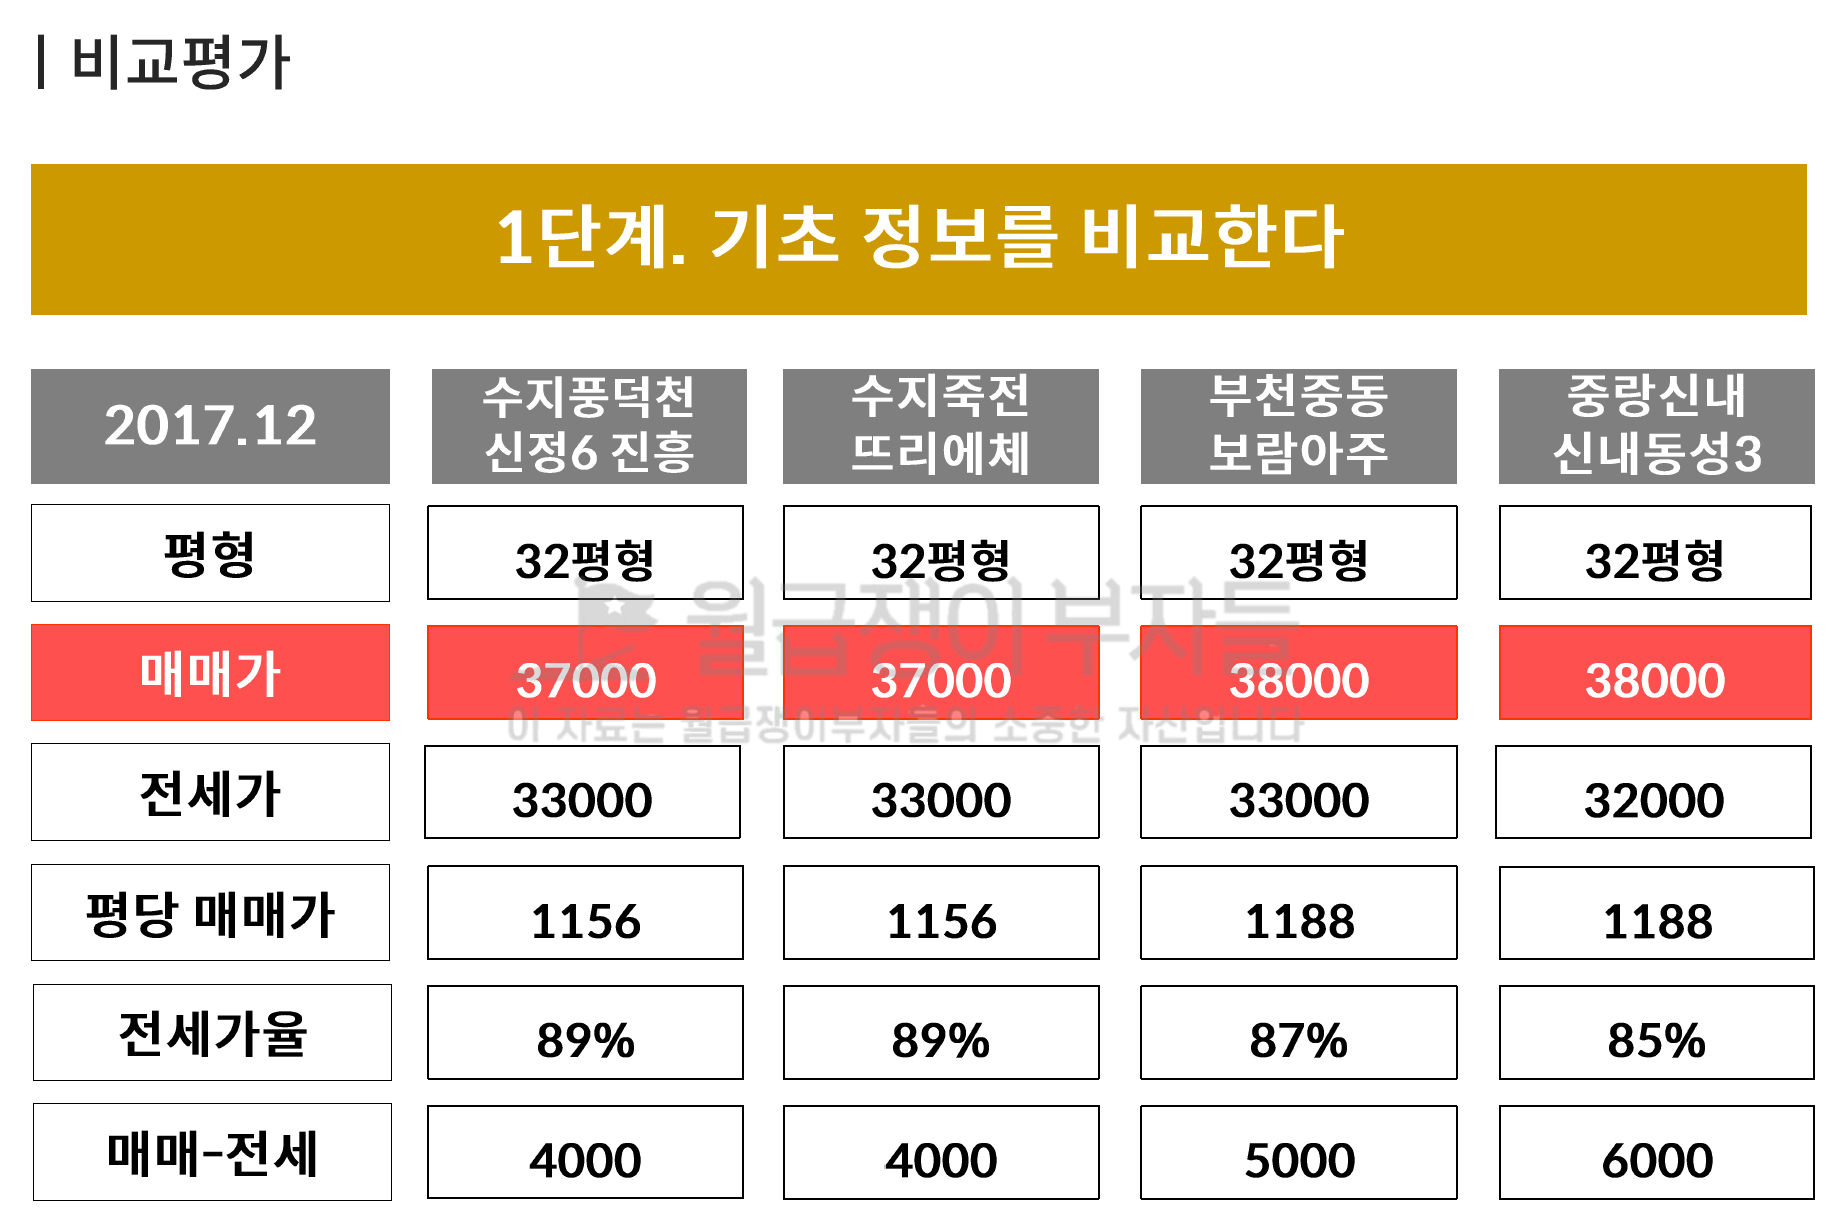 | 비교평가
1단계. 기초 정보를 비교한다
2017.12
수지풍덕천
신정6 진흥
수지죽전
뜨리에체
부천중동
보람아주
중랑신내
신내동성3
평형 32평형 32평형 32평형 32평형
월급쟁이부자들
매매가 37000 37000 38000 38000
이 자료는 월급쟁이부자들의 소중한 자산입니다
전세가 33000 33000 33000 32000
평당 매매가 1156 1156 1188 1188
전세가율 89% 89% 87% 85%
매매-전세 4000 4000 5000 6000